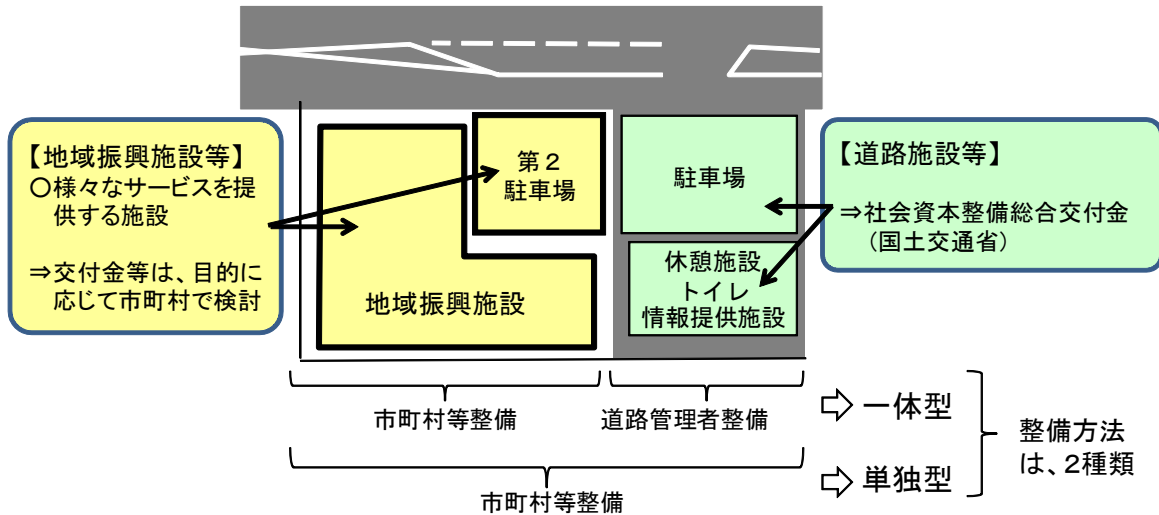 【地域振興施設等】
〇様々なサービスを提
供する施設
⇒交付金等は、目的に
応じて市町村で検討
第２
駐車場
地域振興施設
駐車場
休憩施設
トイレ
情報提供施設
【道路施設等】
⇒社会資本整備総合交付金
（国土交通省）
市町村等整備
道路管理者整備
一体型
市町村等整備
単独型
整備方法
は、２種類